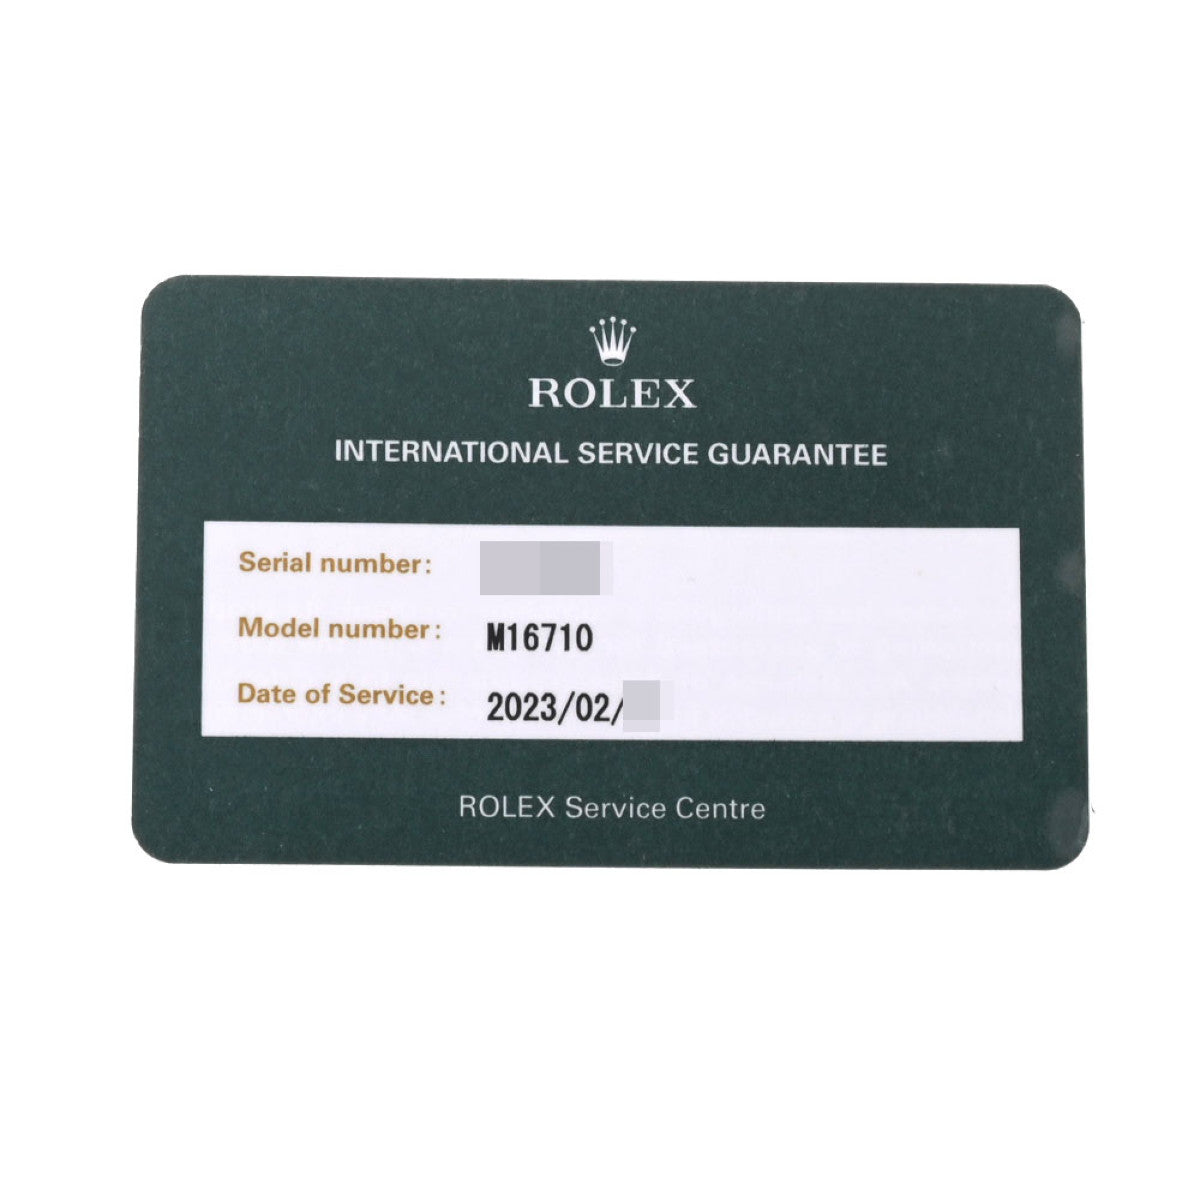 ROLEX
INTERNATIONAL SERVICE GUARANTEE
Serial number:
Model number: M16710
Date of Service: 2023/02/
ROLEX Service Centre